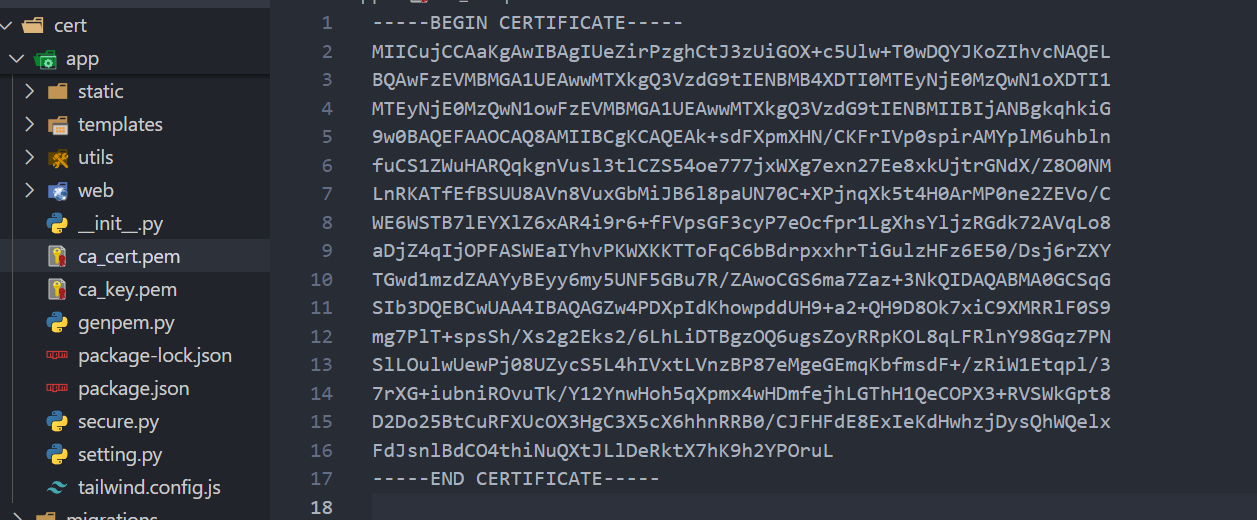 cert
app
static
templates
utils
web
__init__.py
ca_cert.pem
ca_key.pem
genpem.py
package-lock.json
package.json
secure.py
setting.py
tailwind.config.js
migrations
1 -----BEGIN CERTIFICATE-----
2 MIICujCCAaKgAwIBAgIUeZirPzghCtJ3zUiGOX+c5Ulw+T0wDQYJKoZIhvcNAQEL
3 BQAwFzEVMBMGA1UEAwwMTXkgQ3VzdG9tIENBMB4XDTI0MTEyNjE0MzQwN1oXDTI1
4 MTEyNjE0MzQwN1owFzEVMBMGA1UEAwwMTXkgQ3VzdG9tIENBMIIBIjANBgkqhkiG
5 9w0BAQEFAAOCAQ8AMIIBCgKCAQEAk+sdFXpmXHN/CKFrIVp0spirAMYplM6uhbln
6 fuCS1ZWuHARQqkgnVusl3tlCZS54oe777jxWXg7exn27Ee8xkUjtrGNdX/Z8O0NM
7 LnRKATfEfBSUU8AVn8VuxGbMiJB6l8paUN70C+XPjnqXk5t4H0ArMP0ne2ZEVo/C
8 WE6WSTB7lEYXlZ6xAR4i9r6+fFVpsGF3cyP7eOcfpr1LgXhsYljzRGdk72AVqLo8
9 aDjZ4qIjOPFASWEaIYhvPKWXKKTToFqC6bBdrpxxhrTiGulzHFz6E50/Dsj6rZXY
10 TGwd1mzdZAAYyBEyy6my5UNF5GBu7R/ZAwoCGS6ma7Zaz+3NkQIDAQABMA0GCSqG
11 SIb3DQEBCwUAA4IBAQAGZw4PDXpIdKhowpddUH9+a2+QH9D8Ok7xiC9XMRRlF0S9
12 mg7PlT+spsSh/Xs2g2Eks2/6LhLiDTBgzOQ6ugsZoyRRpKOL8qLFRlnY98Gqz7PN
13 SlLOulwUewPj08UZycS5L4hIVxtLVnzBP87eMgeGEmqKbfmsdF+/zRiW1Etqpl/3
14 7rXG+iubniROvuTk/Y12YnwHoh5qXpmx4wHDmfejhLGThH1QeCOPX3+RVSWkGpt8
15 D2Do25BtCuRFXUcOX3HgC3X5cX6hhnRRB0/CJFHFdE8ExIeKdHwhzjDysQhWQelx
16 FdJsnlBdCO4thiNuQXtJLlDeRktX7hK9h2YPOruL
17 -----END CERTIFICATE-----
18